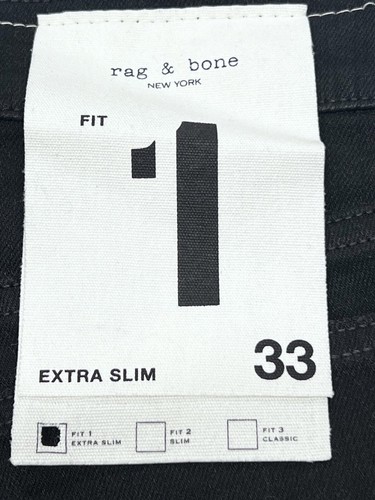 rag & bone
NEW YORK
FIT
1
33
EXTRA SLIM
FIT 1
EXTRA SLIM
FIT 2
SLIM
FIT 3
CLASSIC